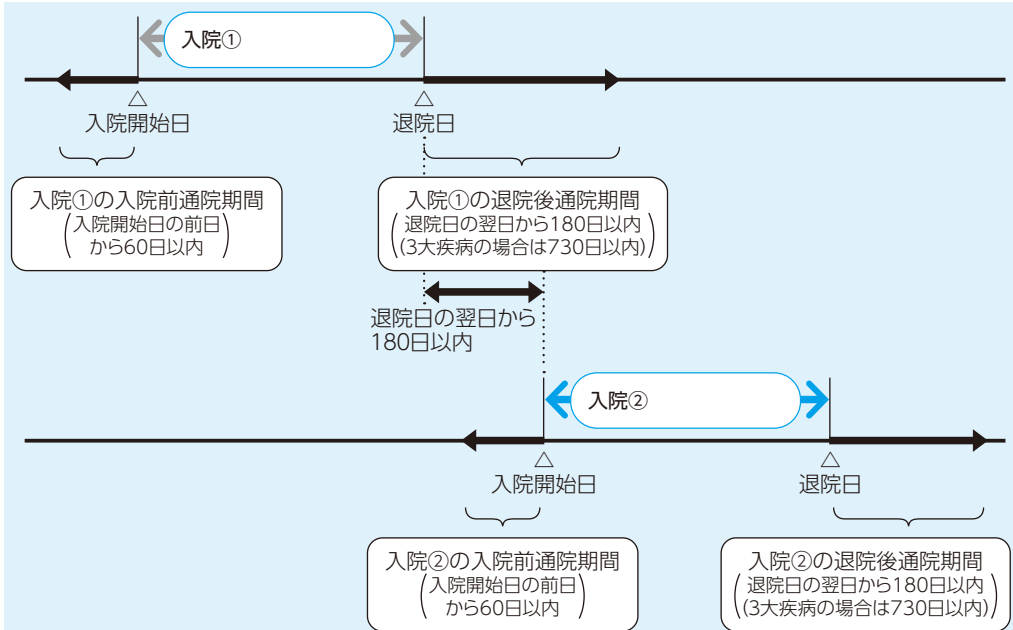 入院①
△
入院開始日
△
退院日
入院①の入院前通院期間
(入院開始日の前日
から60日以内)
入院①の退院後通院期間
(退院日の翌日から180日以内
(3大疾病の場合は730日以内))
退院日の翌日から
180日以内
入院②
△
入院開始日
△
退院日
入院②の入院前通院期間
(入院開始日の前日
から60日以内)
入院②の退院後通院期間
(退院日の翌日から180日以内
(3大疾病の場合は730日以内))